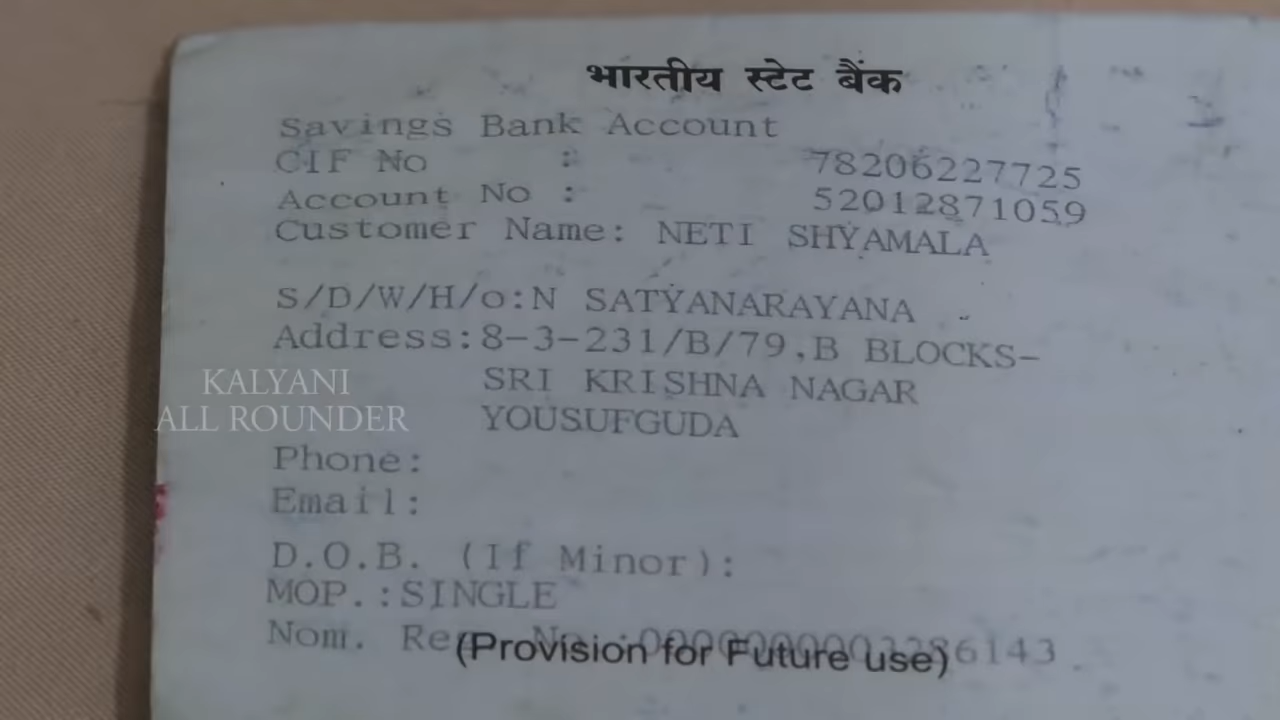 भारतीय स्टेट बैंक
Savings Bank Account
CIF No : 78206227725
Account No : 52012871059
Customer Name: NETI SHYAMALA
S/D/W/H/o:N SATYANARAYANA
Address:8-3-231/B/79,B BLOCKS-
SRI KRISHNA NAGAR
YOUSUFGUDA
KALYANI
ALL ROUNDER
Phone:
Email:
D.O.B. (If Minor):
MOP.:SINGLE
Nom.
(Provision for Future use)